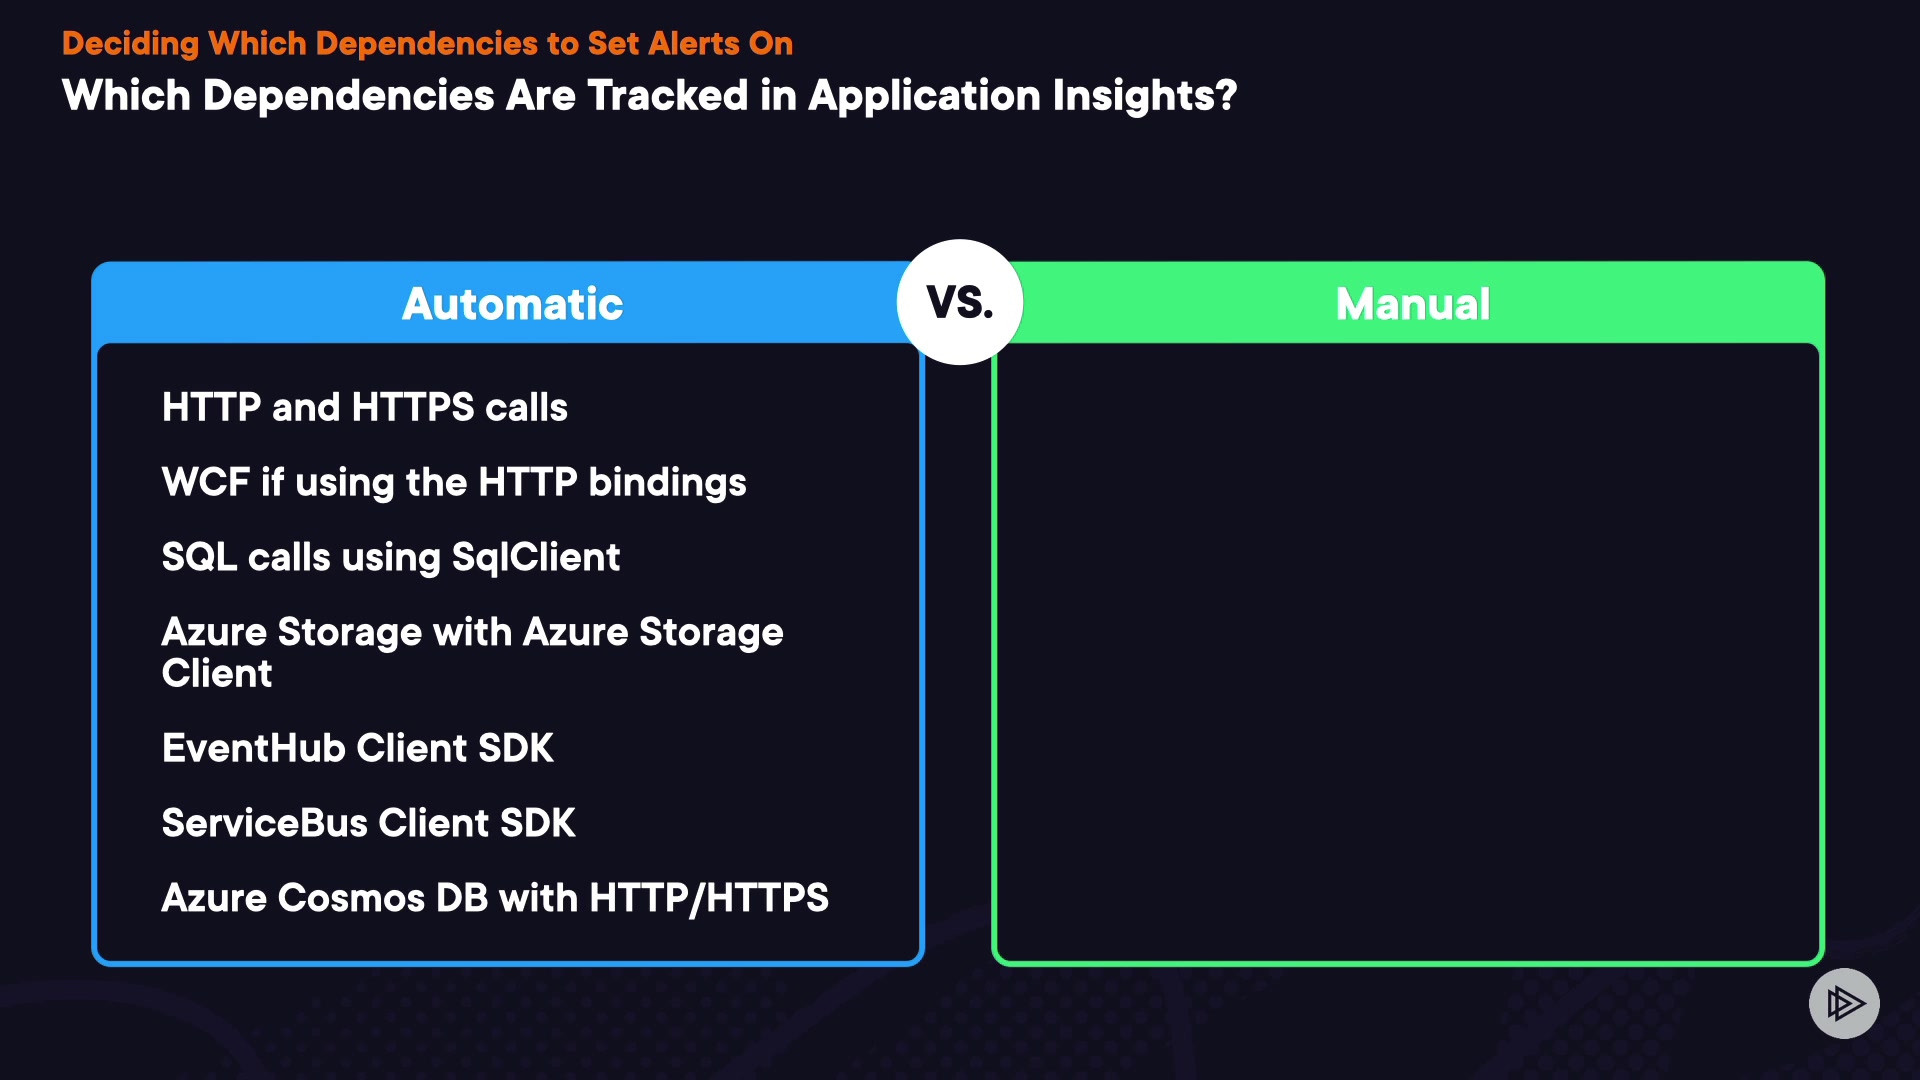 Deciding Which Dependencies to Set Alerts On
Which Dependencies Are Tracked in Application Insights?
Automatic
VS.
Manual
HTTP and HTTPS calls
WCF if using the HTTP bindings
SQL calls using SqlClient
Azure Storage with Azure Storage
Client
EventHub Client SDK
ServiceBus Client SDK
Azure Cosmos DB with HTTP/HTTPS